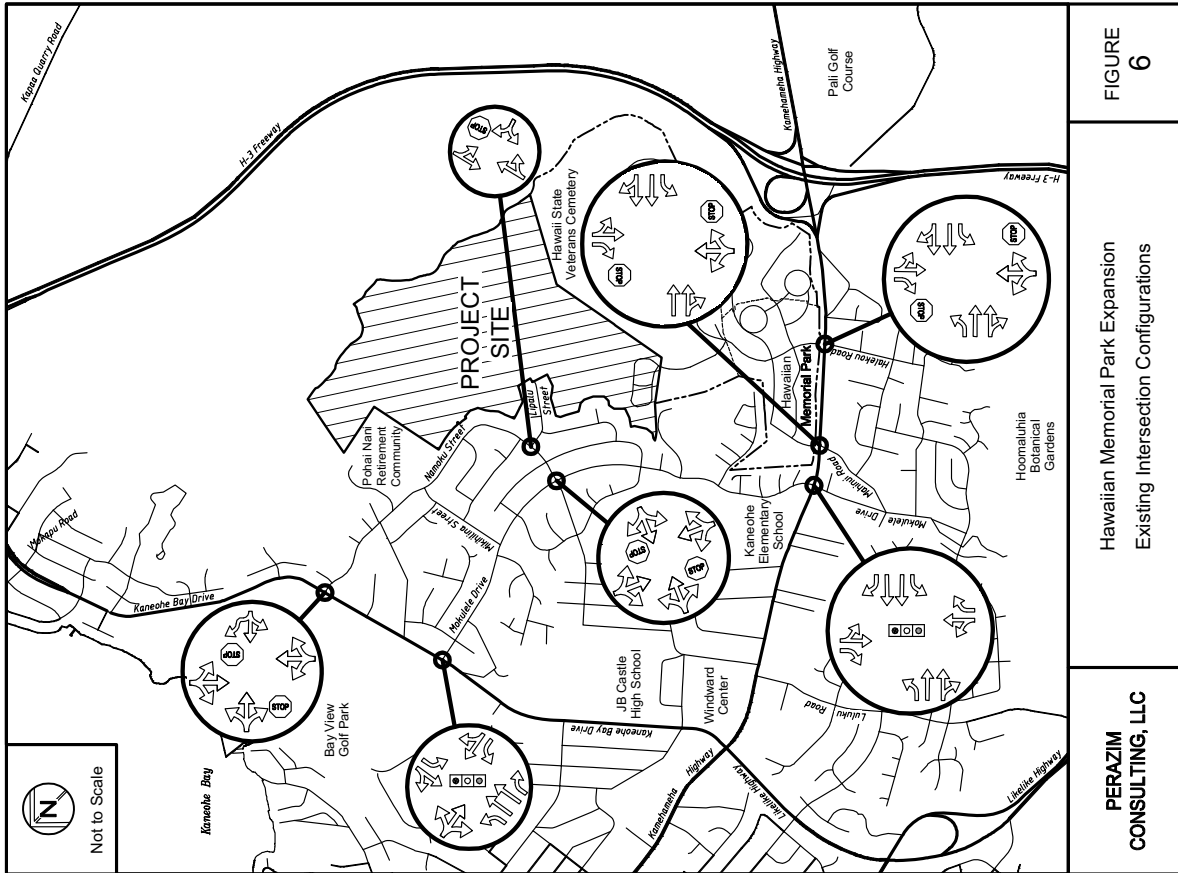 Kapaa Quarry Road
H-3 Freeway
Kamehameha Highway
Pali Golf
Course
STOP
Hawaii State
Veterans Cemetery
PROJECT
SITE
STOP
STOP
H-3 Freeway
STOP
STOP
Lipalu
Street
Pohai Nani
Retirement
Community
Namoku Street
Mikihilina Street
Mokulele Drive
Mokapu Road
Kaneohe Bay Drive
STOP
STOP
Kaneohe Bay
Bay View
Golf Park
STOP
STOP
Kaneohe
Elementary
School
Hawaiian
Memorial Park
Halekou Road
Mahinui Road
Mokulele Drive
Hoomaluhia
Botanical
Gardens
JB Castle
High School
Windward
Center
Kaneohe Bay Drive
Luluku Road
Kamehameha Highway
Likelike Highway
Likelike Highway
N
Not to Scale
PERAZIM
CONSULTING, LLC
Hawaiian Memorial Park Expansion
Existing Intersection Configurations
FIGURE
6